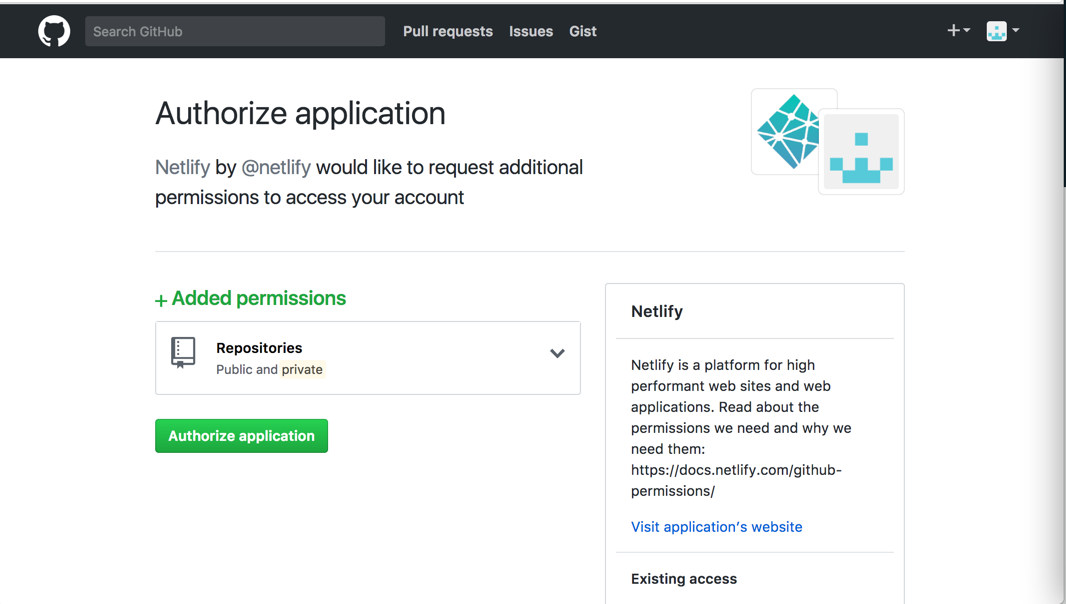 Search GitHub
Pull requests Issues Gist
Authorize application
Netlify by @netlify would like to request additional
permissions to access your account
+ Added permissions
Repositories
Public and private
Authorize application
Netlify
Netlify is a platform for high
performant web sites and web
applications. Read about the
permissions we need and why we
need them:
https://docs.netlify.com/github-
permissions/
Visit application's website
Existing access